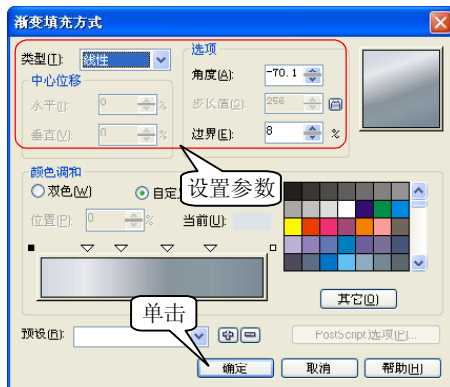 渐变填充方式
类型(T): 线性
选项
中心位移
角度(A): -70.1
水平(I): 0 %
步长值(S): 256
垂直(V): 0 %
边界(E): 8 %
设置参数
颜色调和
双色(W) 自定
位置(P): 0 %
当前(U):
其它(O)
单击
预设(R):
PostScript 选项(P)...
确定 取消 帮助(H)